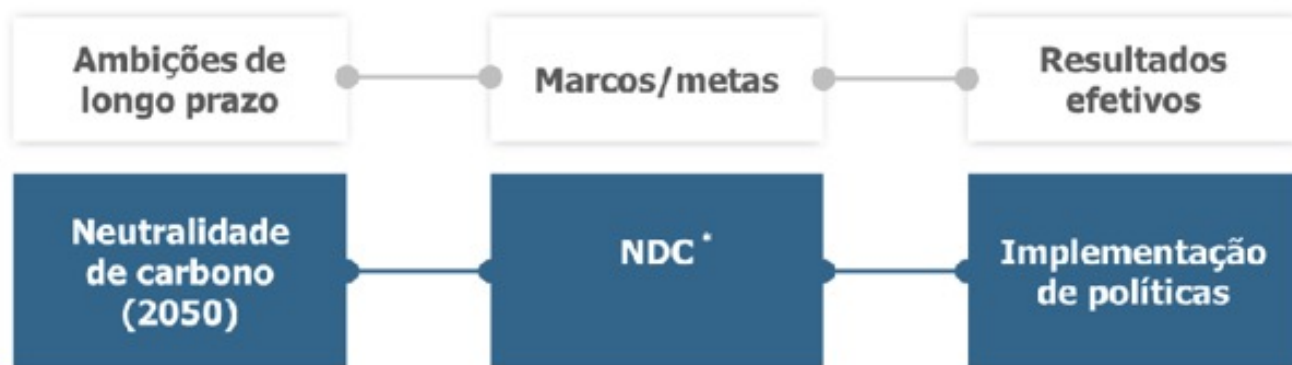 Ambições de
longo prazo
Marcos/metas
Resultados
efetivos
Neutralidade
de carbono
(2050)
NDC *
Implementação
de políticas